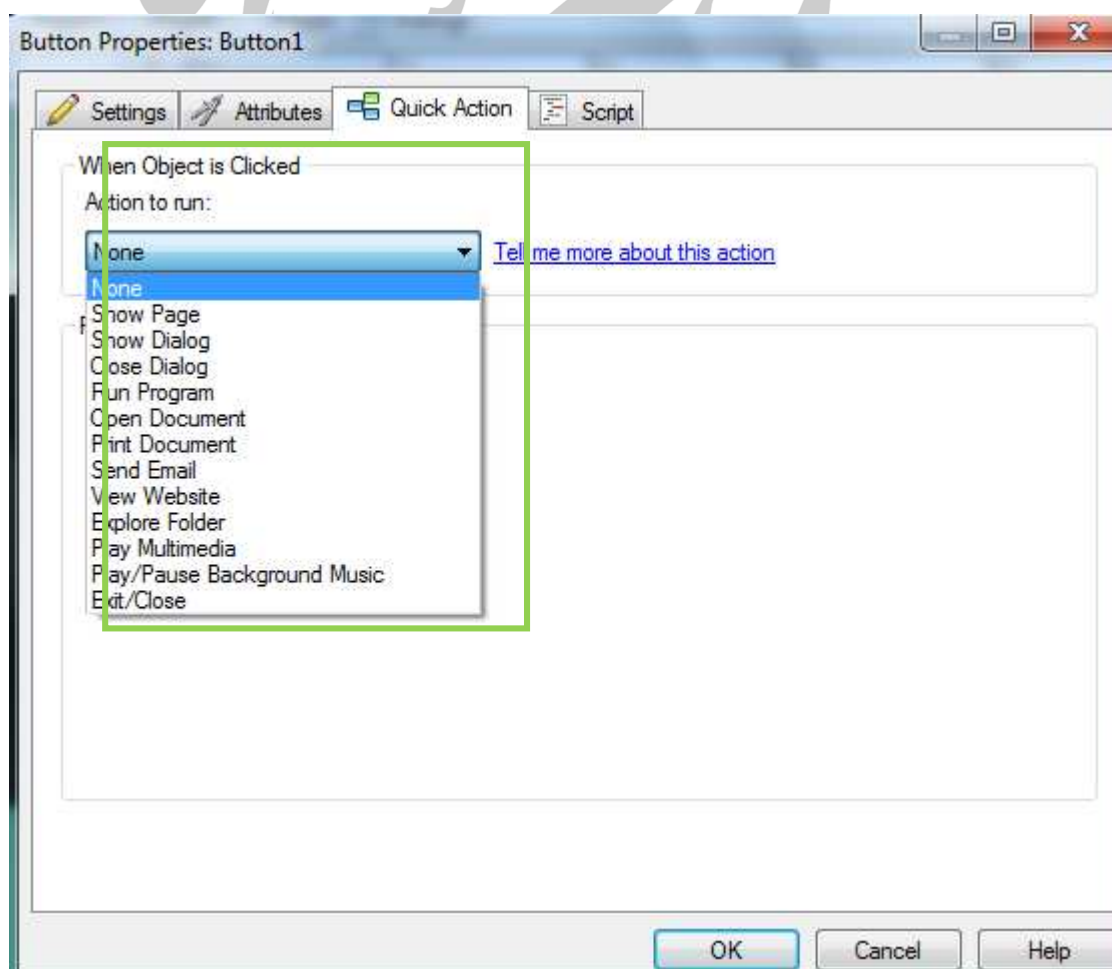 Button Properties: Button1
Settings Attributes Quick Action Script
When Object is Clicked
Action to run:
None Tell me more about this action
None
Show Page
Show Dialog
Close Dialog
Run Program
Open Document
Print Document
Send Email
View Website
Explore Folder
Play Multimedia
Play/Pause Background Music
Exit/Close
OK Cancel Help